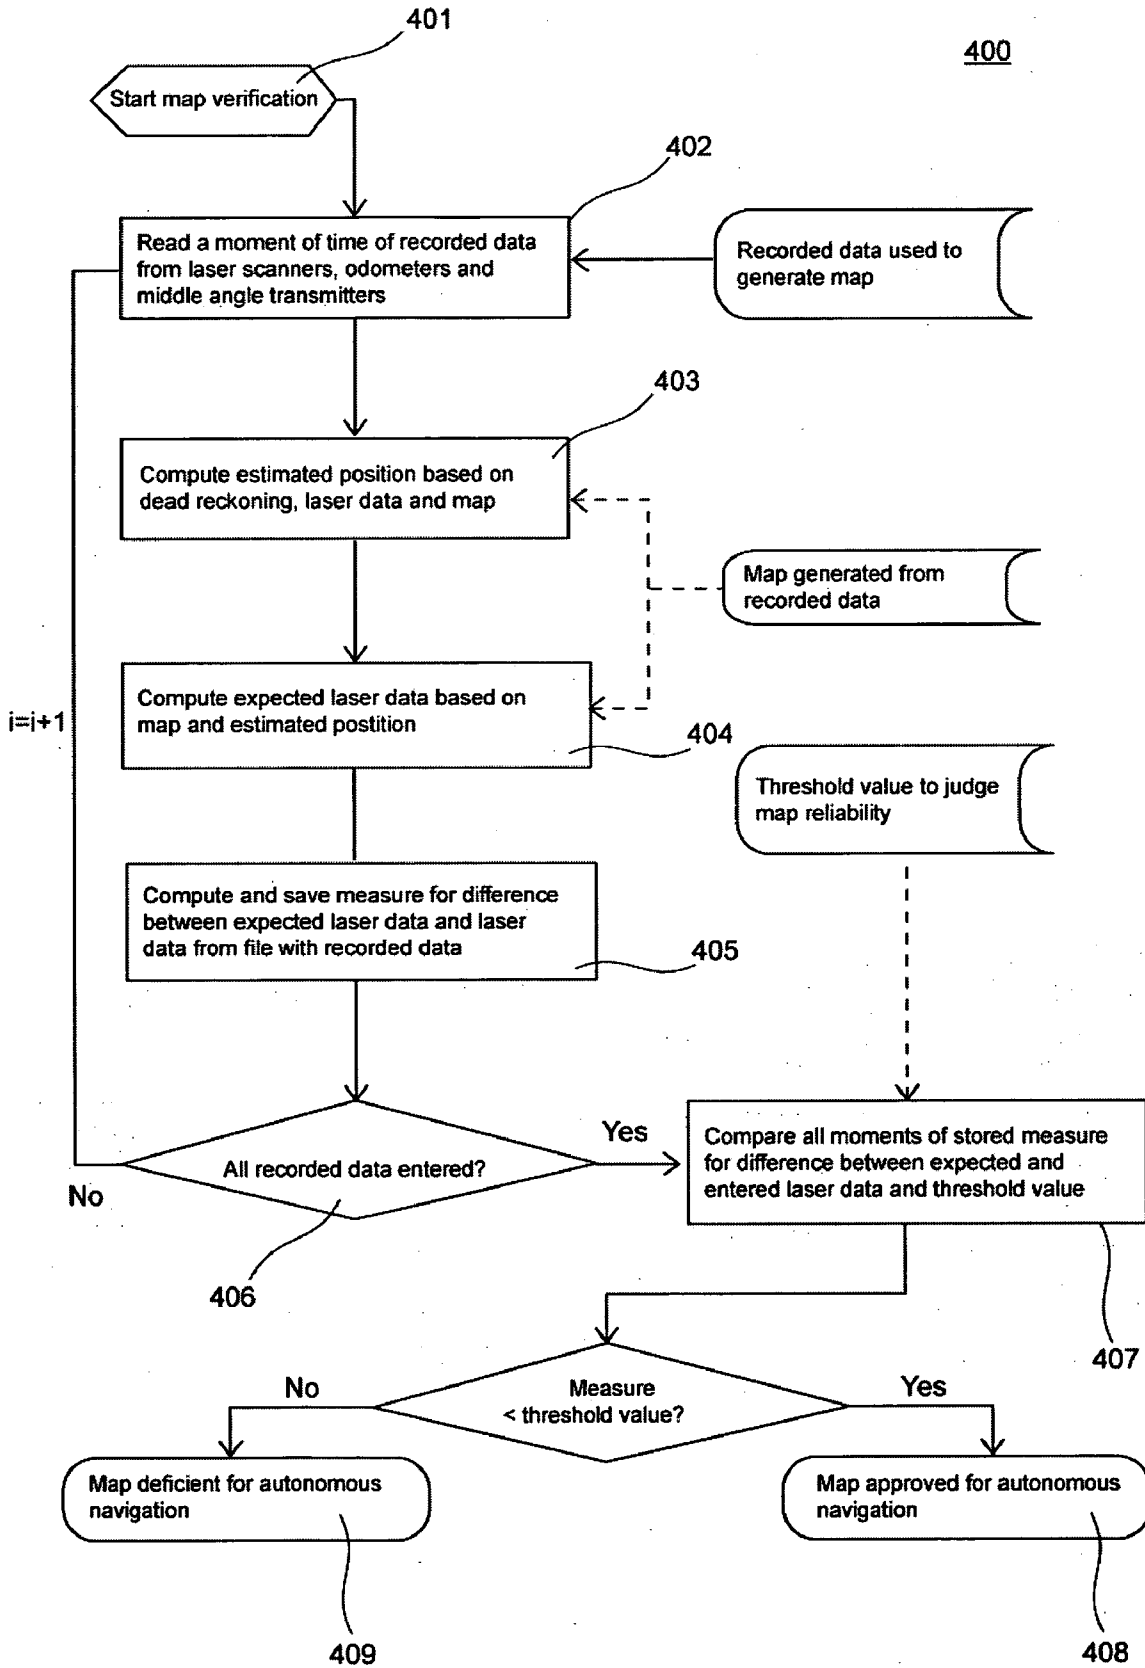 401
400
Start map verification
402
Read a moment of time of recorded data
from laser scanners, odometers and
middle angle transmitters
Recorded data used to
generate map
403
Compute estimated position based on
dead reckoning, laser data and map
Map generated from
recorded data
Compute expected laser data based on
map and estimated postition
404
i=i+1
Threshold value to judge
map reliability
Compute and save measure for difference
between expected laser data and laser
data from file with recorded data
405
All recorded data entered?
Yes
No
406
Compare all moments of stored measure
for difference between expected and
entered laser data and threshold value
407
Measure
< threshold value?
No
Yes
Map deficient for autonomous
navigation
409
Map approved for autonomous
navigation
408